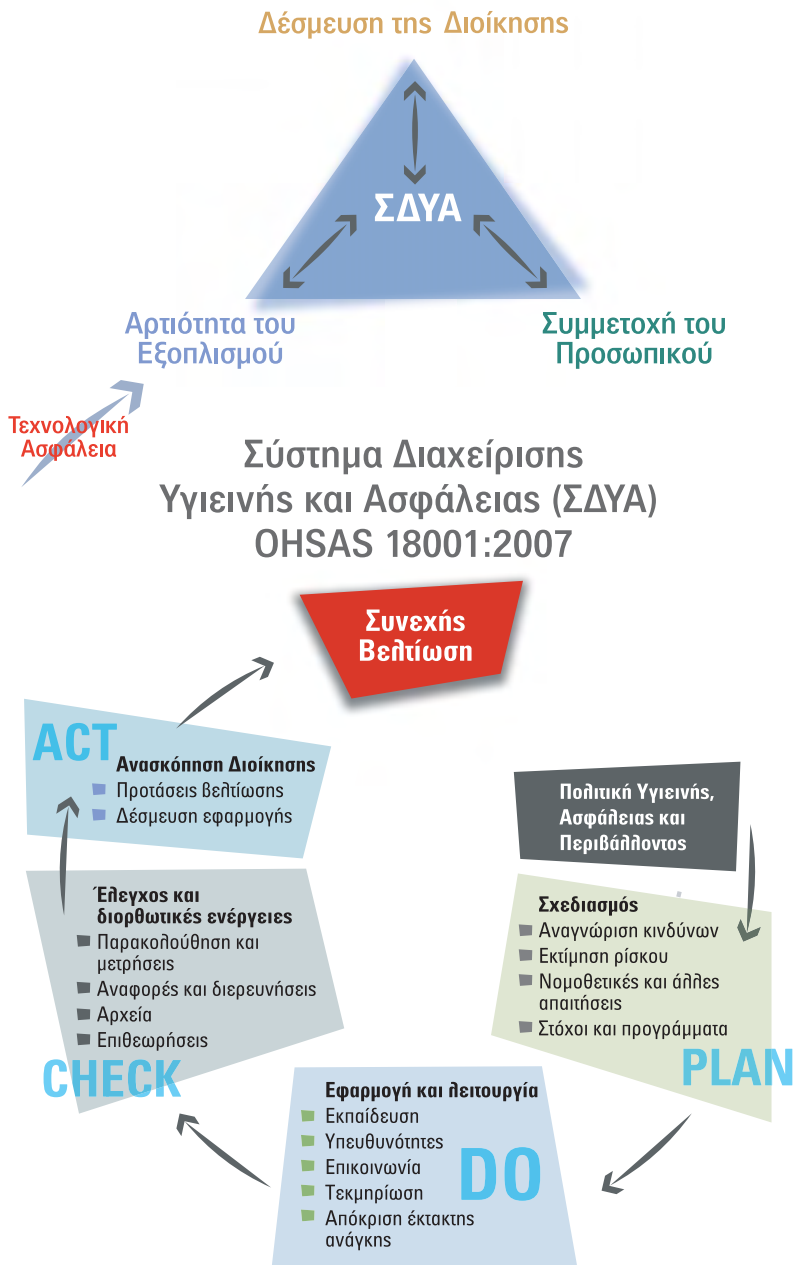 Δέσμευση της Διοίκησης
ΣΔΥΑ
Αρτιότητα του
Εξοπλισμού
Συμμετοχή του
Προσωπικού
Τεχνολογική
Ασφάλεια
Σύστημα Διαχείρισης
Υγιεινής και Ασφάλειας (ΣΔΥΑ)
OHSAS 18001:2007
Συνεχής
Βελτίωση
ACT
Ανασκόπηση Διοίκησης
Προτάσεις βελτίωσης
Δέσμευση εφαρμογής
Πολιτική Υγιεινής,
Ασφάλειας και
Περιβάλλοντος
Έλεγχος και
διορθωτικές ενέργειες
Παρακολούθηση και
μετρήσεις
Αναφορές και διερευνήσεις
Αρχεία
Επιθεωρήσεις
CHECK
Σχεδιασμός
Αναγνώριση κινδύνων
Εκτίμηση ρίσκου
Νομοθετικές και άλλες
απαιτήσεις
Στόχοι και προγράμματα
PLAN
Εφαρμογή και λειτουργία
Εκπαίδευση
Υπευθυνότητες
Επικοινωνία
Τεκμηρίωση
Απόκριση έκτακτης
ανάγκης
DO